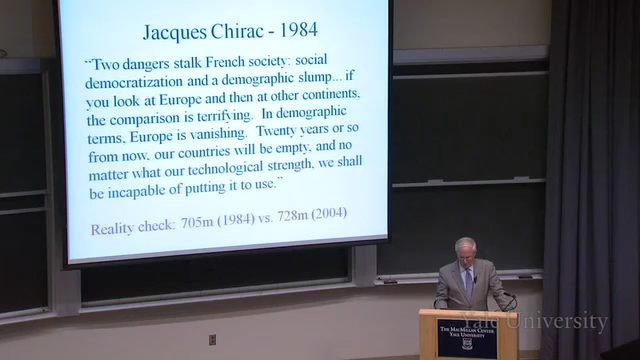 Jacques Chirac - 1984
“Two dangers stalk French society: social
democratization and a demographic slump... if
you look at Europe and then at other continents,
the comparison is terrifying. In demographic
terms, Europe is vanishing. Twenty years or so
from now, our countries will be empty, and no
matter what our technological strength, we shall
be incapable of putting it to use.”
Reality check: 705m (1984) vs. 728m (2004)
THE MACMILLAN CENTER
YALE UNIVERSITY
Yale University